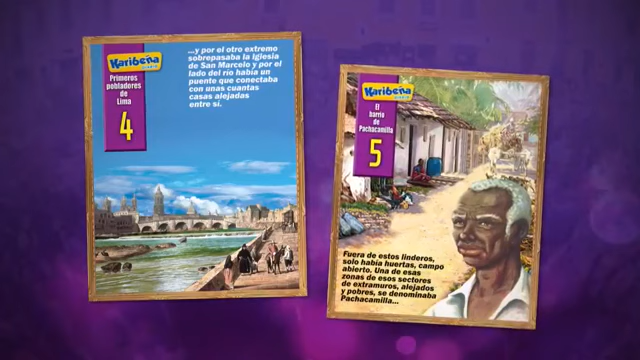 Karibeña
Primeros
pobladores
de
Lima
4
...y por el otro extremo
sobrepasaba la Iglesia
de San Marcelo y por el
lado del río había un
puente que conectaba
con unas cuantas
casas alejadas
entre sí.
Karibeña
El
barrio
de
Pachacamilla
5
Fuera de estos linderos,
solo había huertas, campo
abierto. Una de esas
zonas de esos sectores
de extramuros, alejados
y pobres, se denominaba
Pachacamilla...